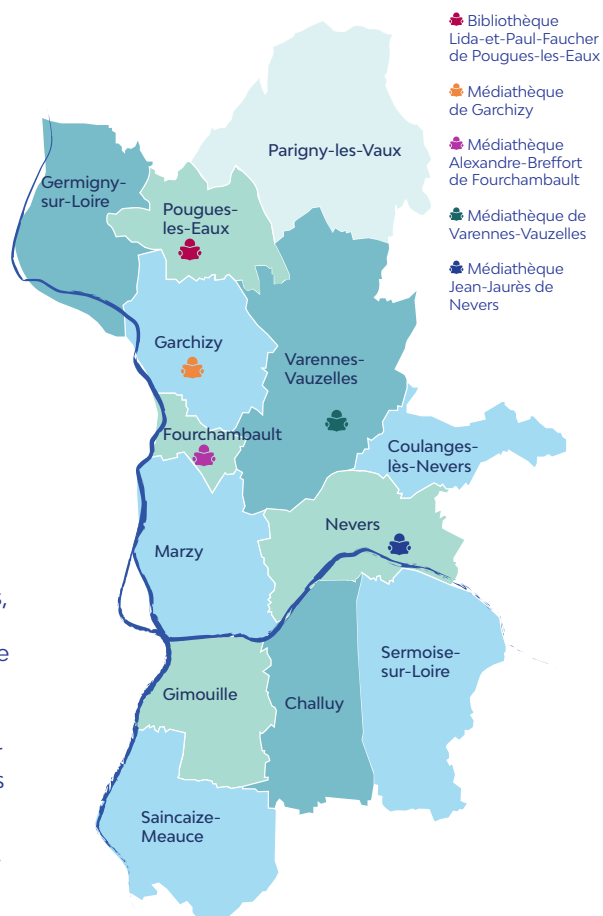 Bibliothèque
Lida-et-Paul-Faucher
de Pougues-les-Eaux
Médiathèque
de Garchizy
Médiathèque
Alexandre-Breffort
de Fourchambault
Médiathèque de
Varennes-Vauzelles
Médiathèque
Jean-Jaurès de
Nevers
Parigny-les-Vaux
Germigny-
sur-Loire
Pougues-
les-Eaux
Garchizy
Varennes-
Vauzelles
Fourchambault
Coulanges-
lès-Nevers
Nevers
Marzy
Sermoise-
sur-Loire
Gimouille
Challuy
Saincaize-
Meauce